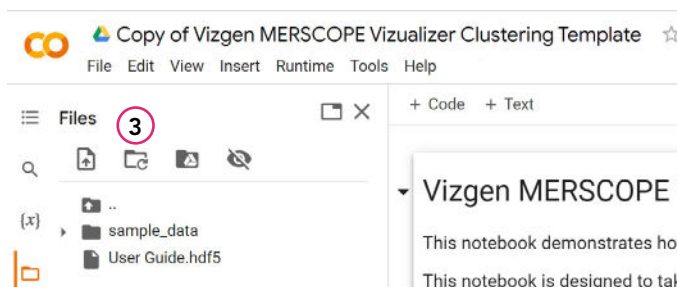 CO
Copy of Vizgen MERSCOPE Vizualizer Clustering Template
File Edit View Insert Runtime Tools Help
Files
3
+ Code + Text
{x}
..
sample_data
User Guide.hdf5
Vizgen MERSCOPE
This notebook demonstrates ho
This notebook is designed to tal